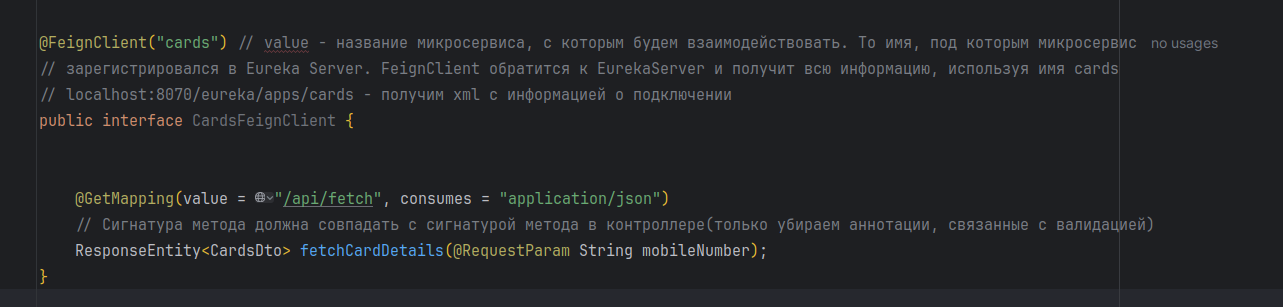 @FeignClient("cards") // value - название микросервиса, с которым будем взаимодействовать. То имя, под которым микросервис no usages
// зарегистрировался в Eureka Server. FeignClient обратится к EurekaServer и получит всю информацию, используя имя cards
// localhost:8070/eureka/apps/cards - получим xml с информацией о подключении
public interface CardsFeignClient {
@GetMapping(value = "/api/fetch", consumes = "application/json")
// Сигнатура метода должна совпадать с сигнатурой метода в контроллере(только убираем аннотации, связанные с валидацией)
ResponseEntity<CardsDto> fetchCardDetails(@RequestParam String mobileNumber);
}